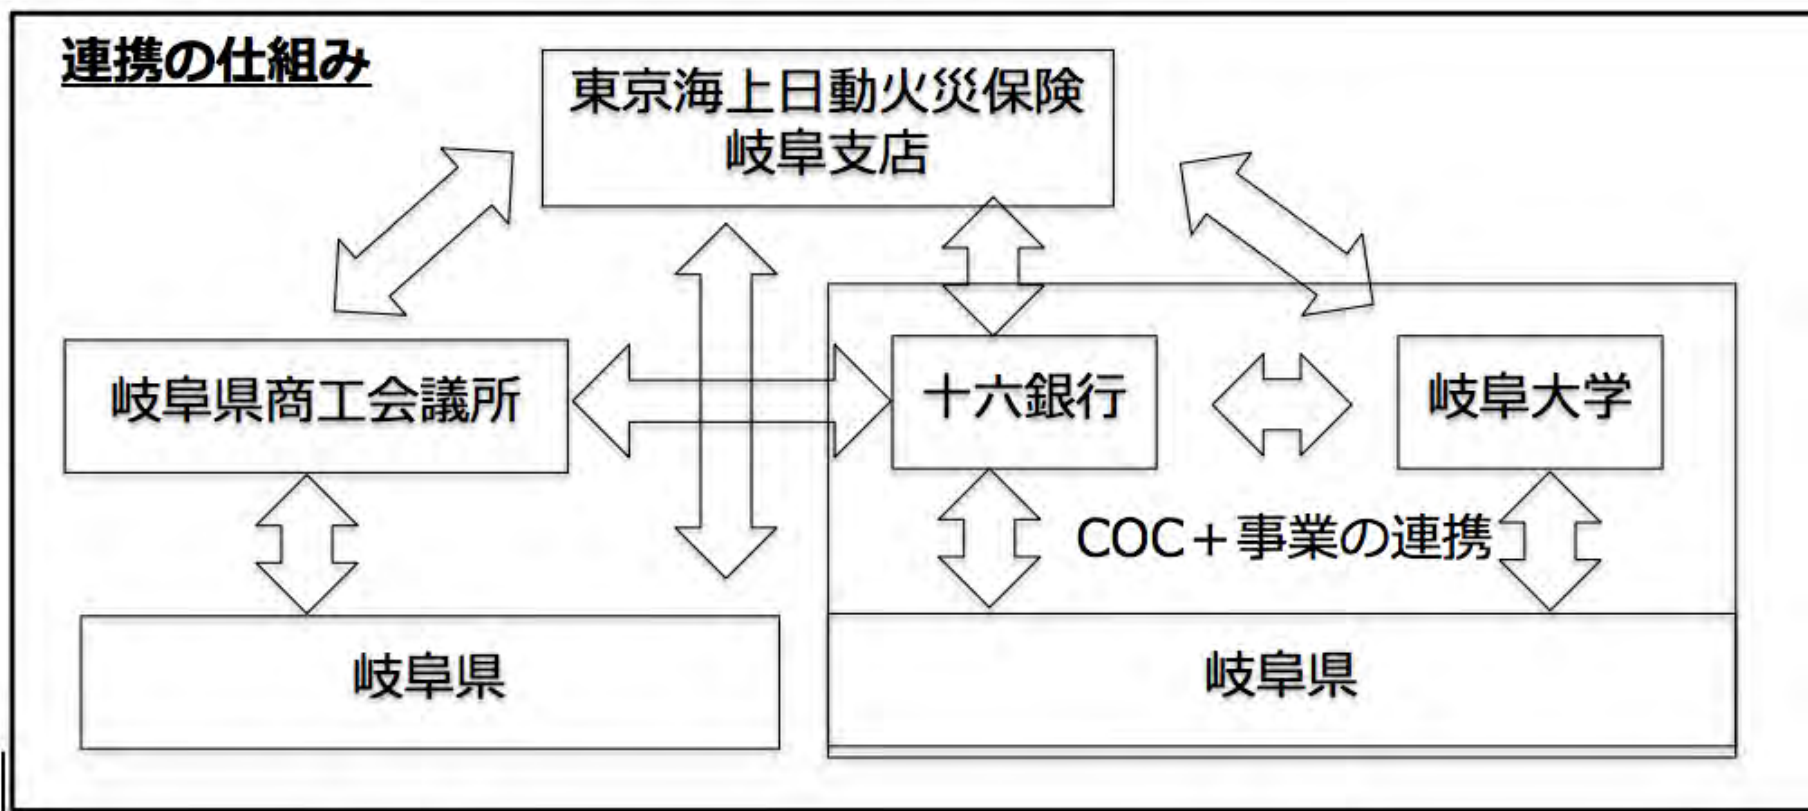 連携の仕組み
東京海上日動火災保険
岐阜支店
岐阜県商工会議所
十六銀行
岐阜大学
COC+事業の連携
岐阜県
岐阜県